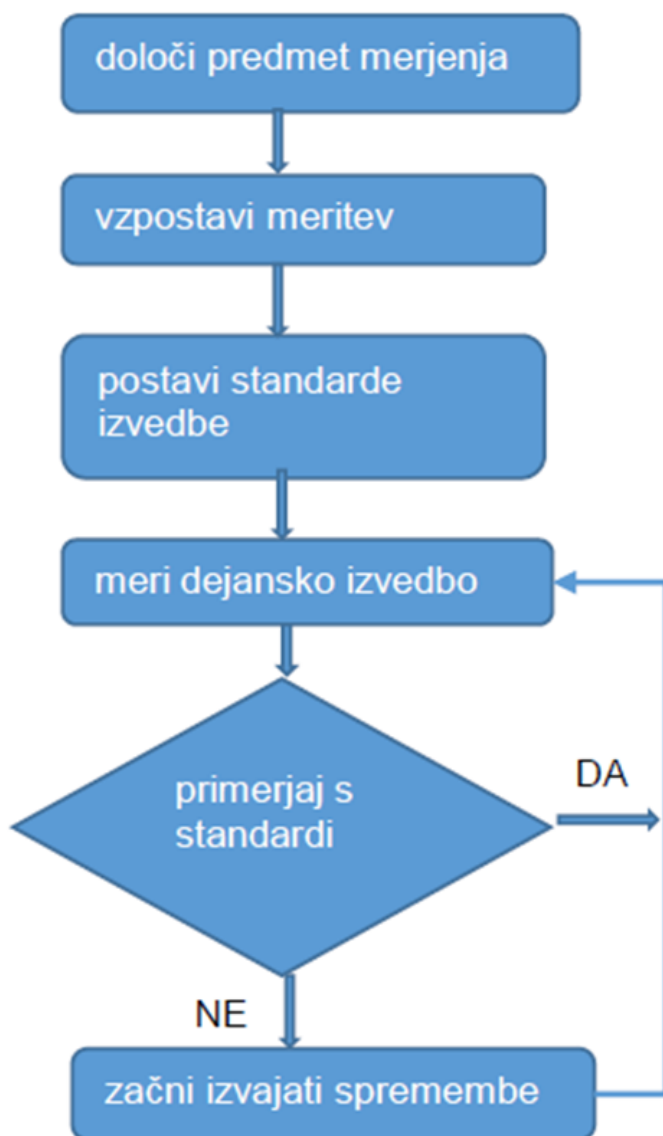 določi predmet merjenja
vzpostavi meritev
postavi standarde
izvedbe
meri dejansko izvedbo
primerjaj s
standardi
DA
NE
začni izvajati spremembe